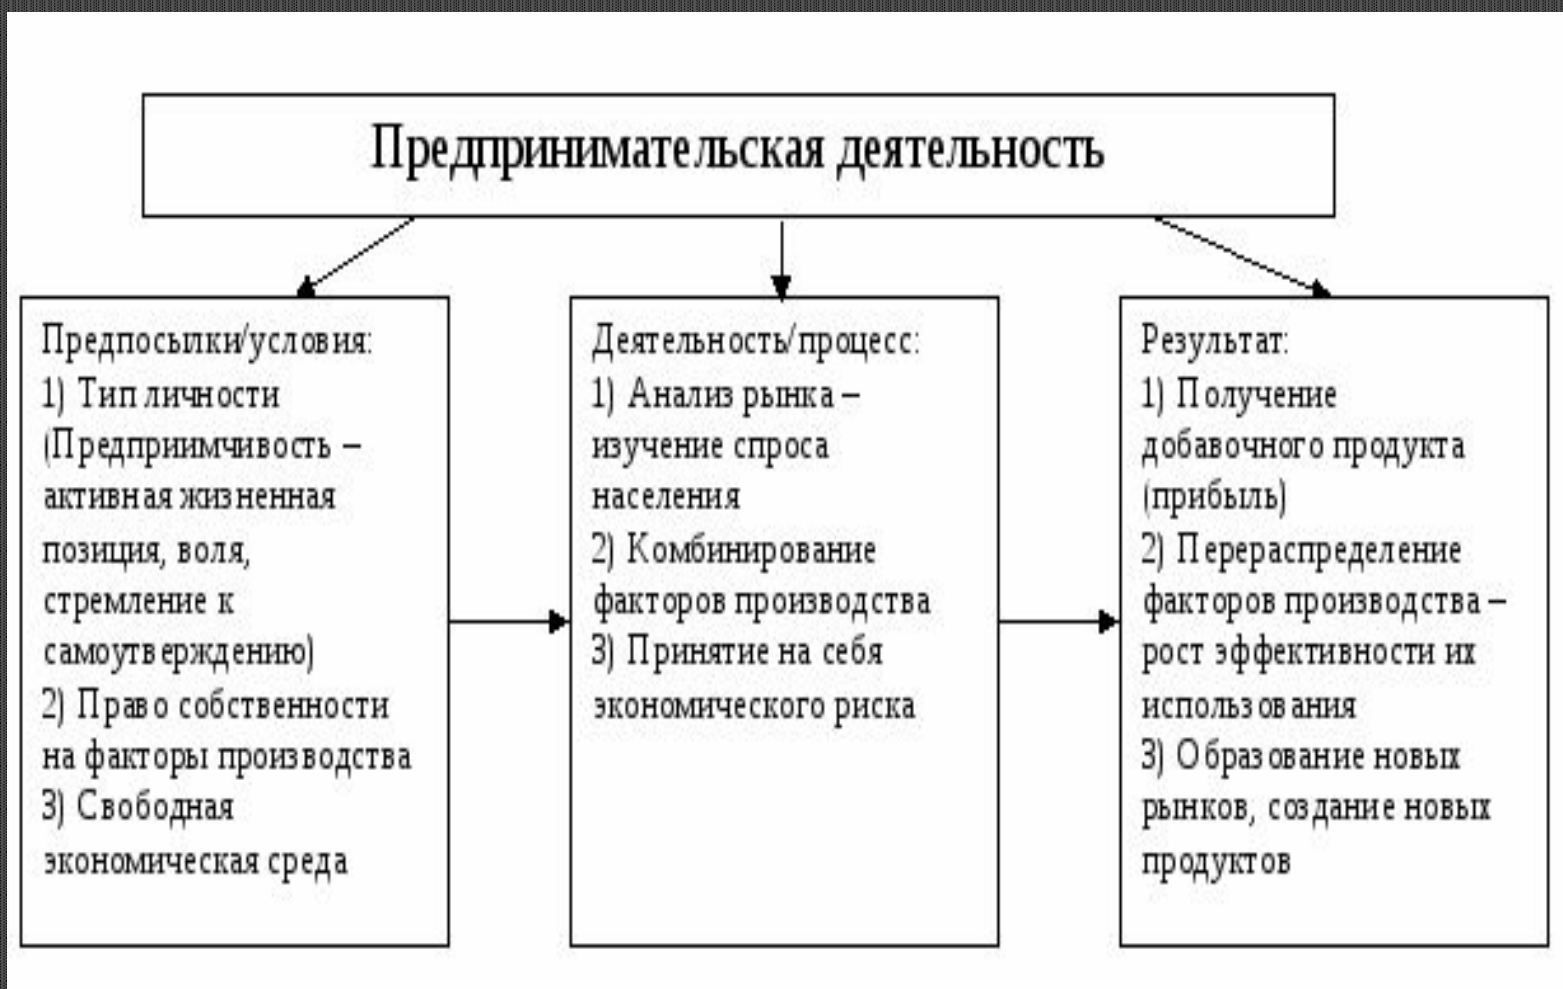 Предпринимательская деятельность
Предпосылки/условия:
1) Тип личности
(Предприимчивость –
активная жизненная
позиция, воля,
стремление к
самоутверждению)
2) Право собственности
на факторы производства
3) Свободная
экономическая среда
Деятельность/процесс:
1) Анализ рынка –
изучение спроса
населения
2) Комбинирование
факторов производства
3) Принятие на себя
экономического риска
Результат:
1) Получение
добавочного продукта
(прибыль)
2) Перераспределение
факторов производства –
рост эффективности их
использования
3) Образование новых
рынков, создание новых
продуктов